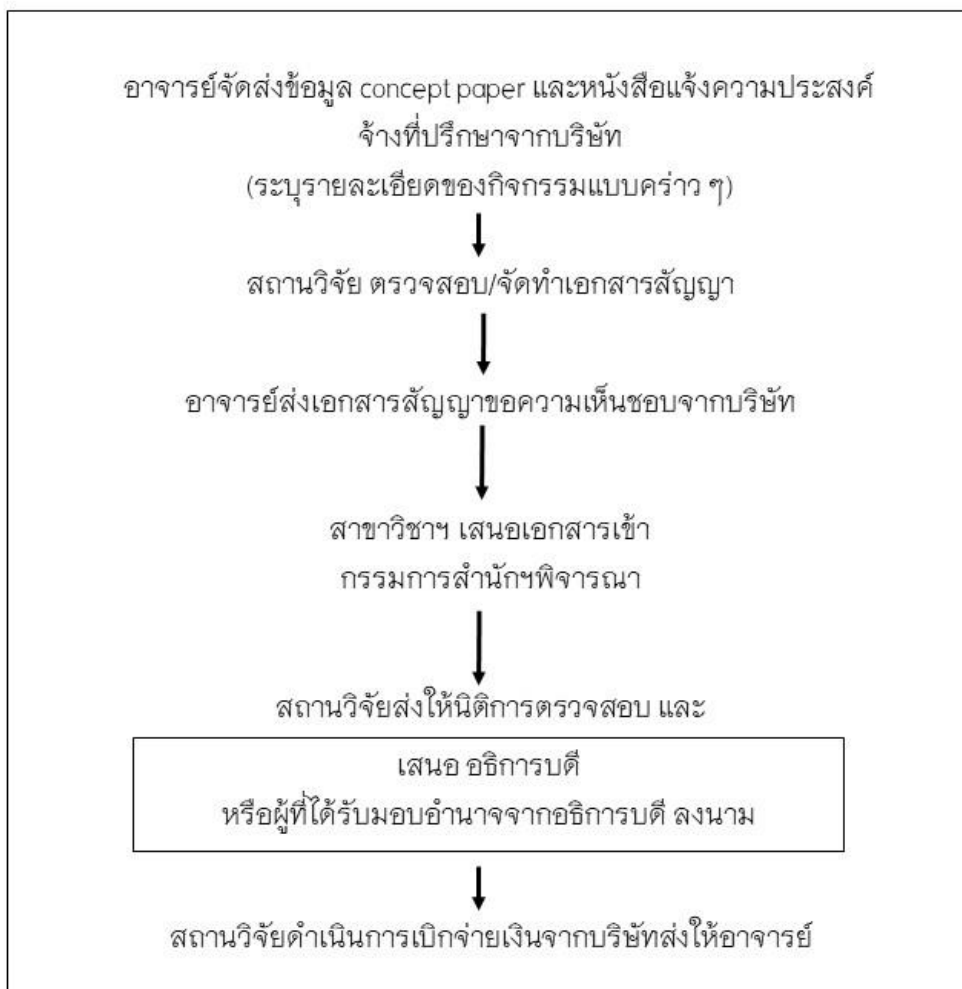 อาจารย์จัดส่งข้อมูล concept paper และหนังสือแจ้งความประสงค์
จ้างที่ปรึกษาจากบริษัท
(ระบุรายละเอียดของกิจกรรมแบบคร่าว ๆ)
สถานวิจัย ตรวจสอบ/จัดทำเอกสารสัญญา
อาจารย์ส่งเอกสารสัญญาขอความเห็นชอบจากบริษัท
สาขาวิชาฯ เสนอเอกสารเข้า
กรรมการสำนักฯพิจารณา
สถานวิจัยส่งให้นิติการตรวจสอบ และ
เสนอ อธิการบดี
หรือผู้ที่ได้รับมอบอำนาจจากอธิการบดี ลงนาม
สถานวิจัยดำเนินการเบิกจ่ายเงินจากบริษัทส่งให้อาจารย์